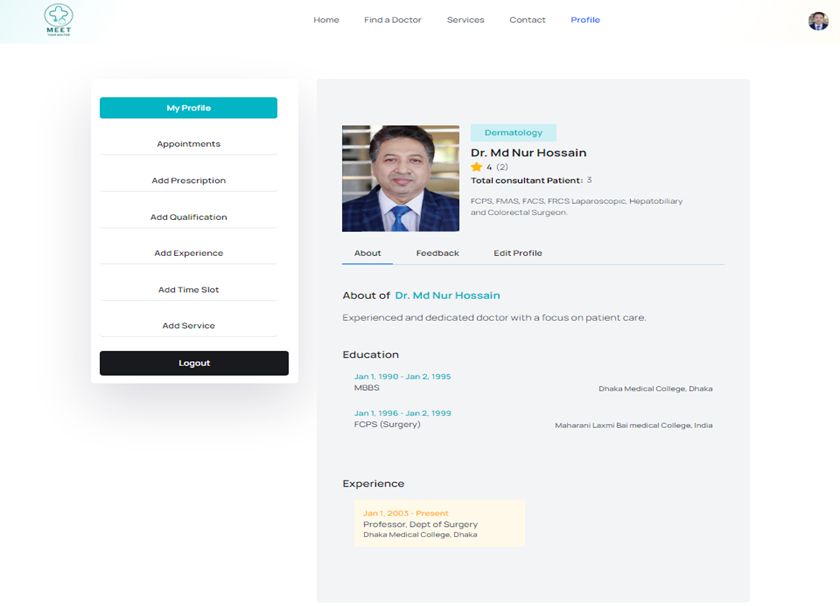 MEET
Home
Find a Doctor
Services
Contact
Profile
My Profile
Appointments
Add Prescription
Add Qualification
Add Experience
Add Time Slot
Add Service
Logout
Dermatology
Dr. Md Nur Hossain
4 (2)
Total consultant Patient: 3
FCPS, FMAS, FACS, FRCS Laparoscopic, Hepatobiliary
and Colorectal Surgeon.
About
Feedback
Edit Profile
About of Dr. Md Nur Hossain
Experienced and dedicated doctor with a focus on patient care.
Education
Jan 1, 1990 - Jan 2, 1995
MBBS
Dhaka Medical College, Dhaka
Jan 1, 1996 - Jan 2, 1999
FCPS (Surgery)
Maharani Laxmi Bai medical College, India
Experience
Jan 1, 2003 - Present
Professor, Dept of Surgery
Dhaka Medical College, Dhaka